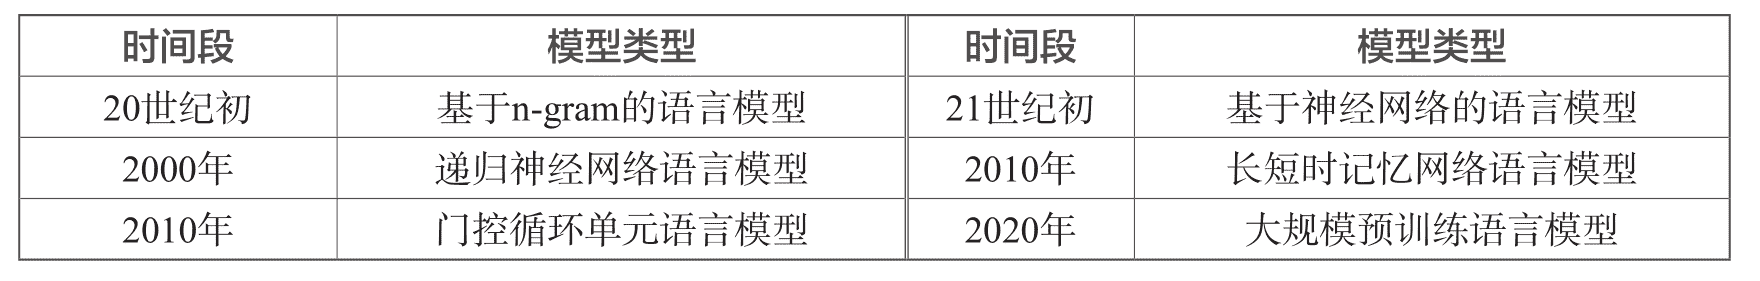 时间段 模型类型 时间段 模型类型
20世纪初 基于n-gram的语言模型 21世纪初 基于神经网络的语言模型
2000年 递归神经网络语言模型 2010年 长短时记忆网络语言模型
2010年 门控循环单元语言模型 2020年 大规模预训练语言模型